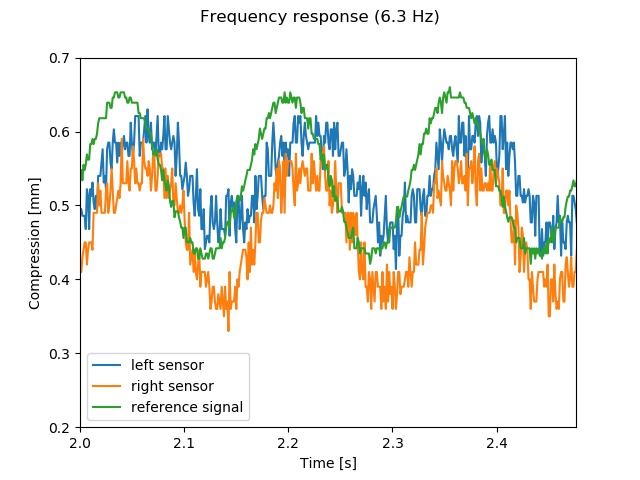 Frequency response (6.3 Hz)
0.7
0.6
0.5
0.4
0.3
0.2
Compression [mm]
left sensor
right sensor
reference signal
2.0 2.1 2.2 2.3 2.4
Time [s]